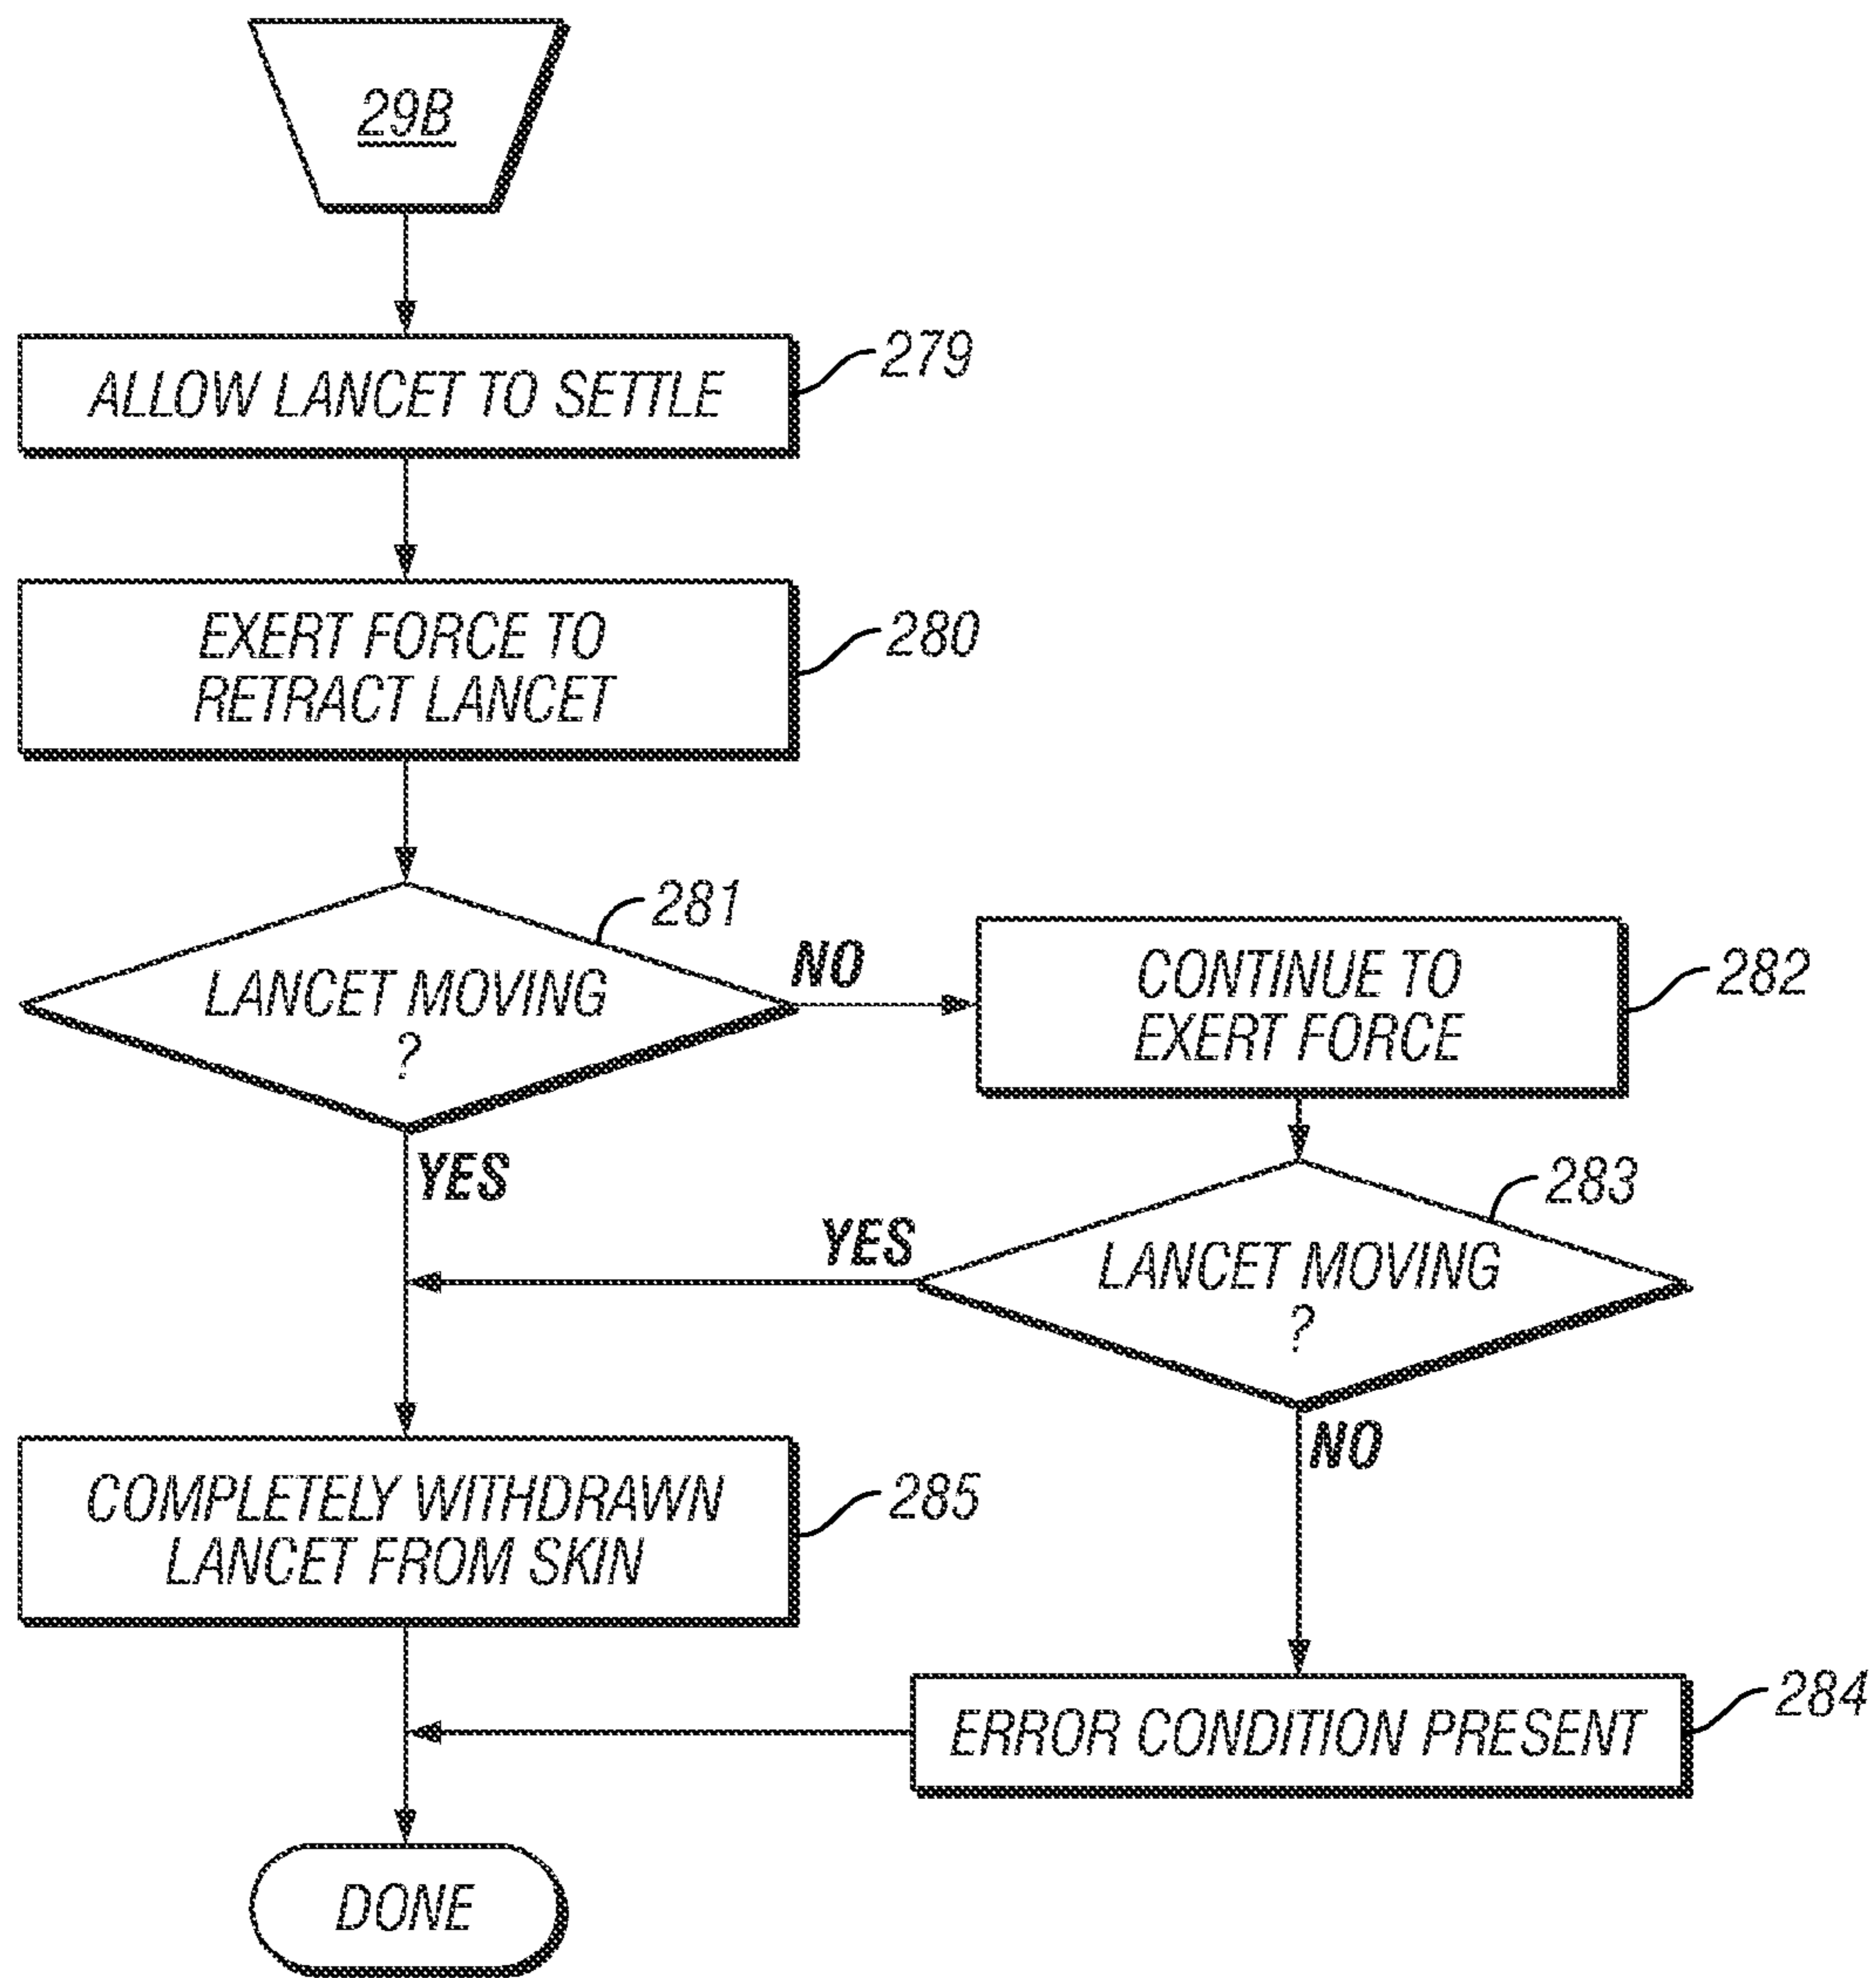 29B
ALLOW LANCET TO SETTLE
279
EXERT FORCE TO
RETRACT LANCET
280
281
LANCET MOVING
?
NO
YES
CONTINUE TO
EXERT FORCE
282
283
LANCET MOVING
?
YES
NO
COMPLETELY WITHDRAWN
LANCET FROM SKIN
285
ERROR CONDITION PRESENT
284
DONE